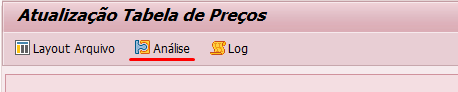 Atualização Tabela de Preços
Layout Arquivo Análise Log